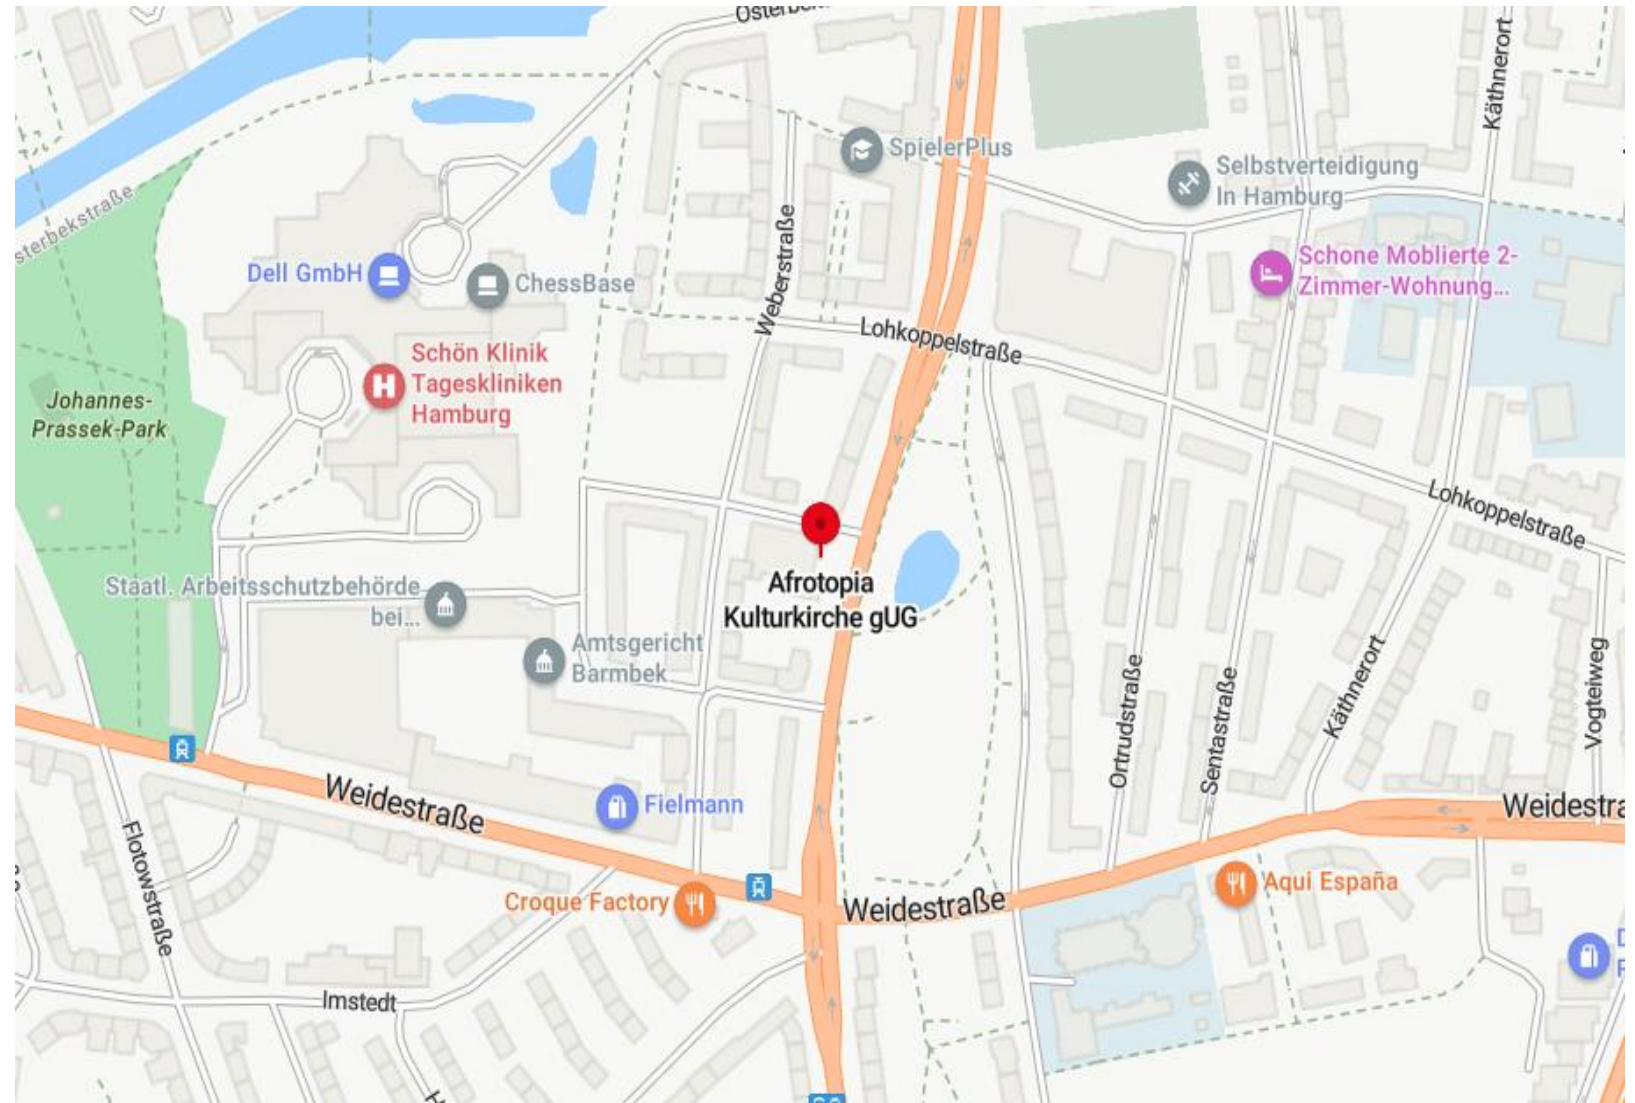 Osterbek
Käthnerort
SpielerPlus
Selbstverteidigung
In Hamburg
sterbekstraße
Weberstraße
Dell GmbH
ChessBase
Schone Moblierte 2-
Zimmer-Wohnung...
Lohkoppelstraße
Schön Klinik
Tageskliniken
Hamburg
Johannes-
Prassek-Park
Lohkoppelstraße
Staatl. Arbeitsschutzbehörde
bei...
Afrotopia
Kulturkirche gUG
Amtsgericht
Barmbek
Ortrudstraße
Sentastraße
Käthnerort
Vogteiweg
Weidestraße
Fielmann
Weidestra
Flotowstraße
Croque Factory
Weidestraße
Aqui España
Imstedt